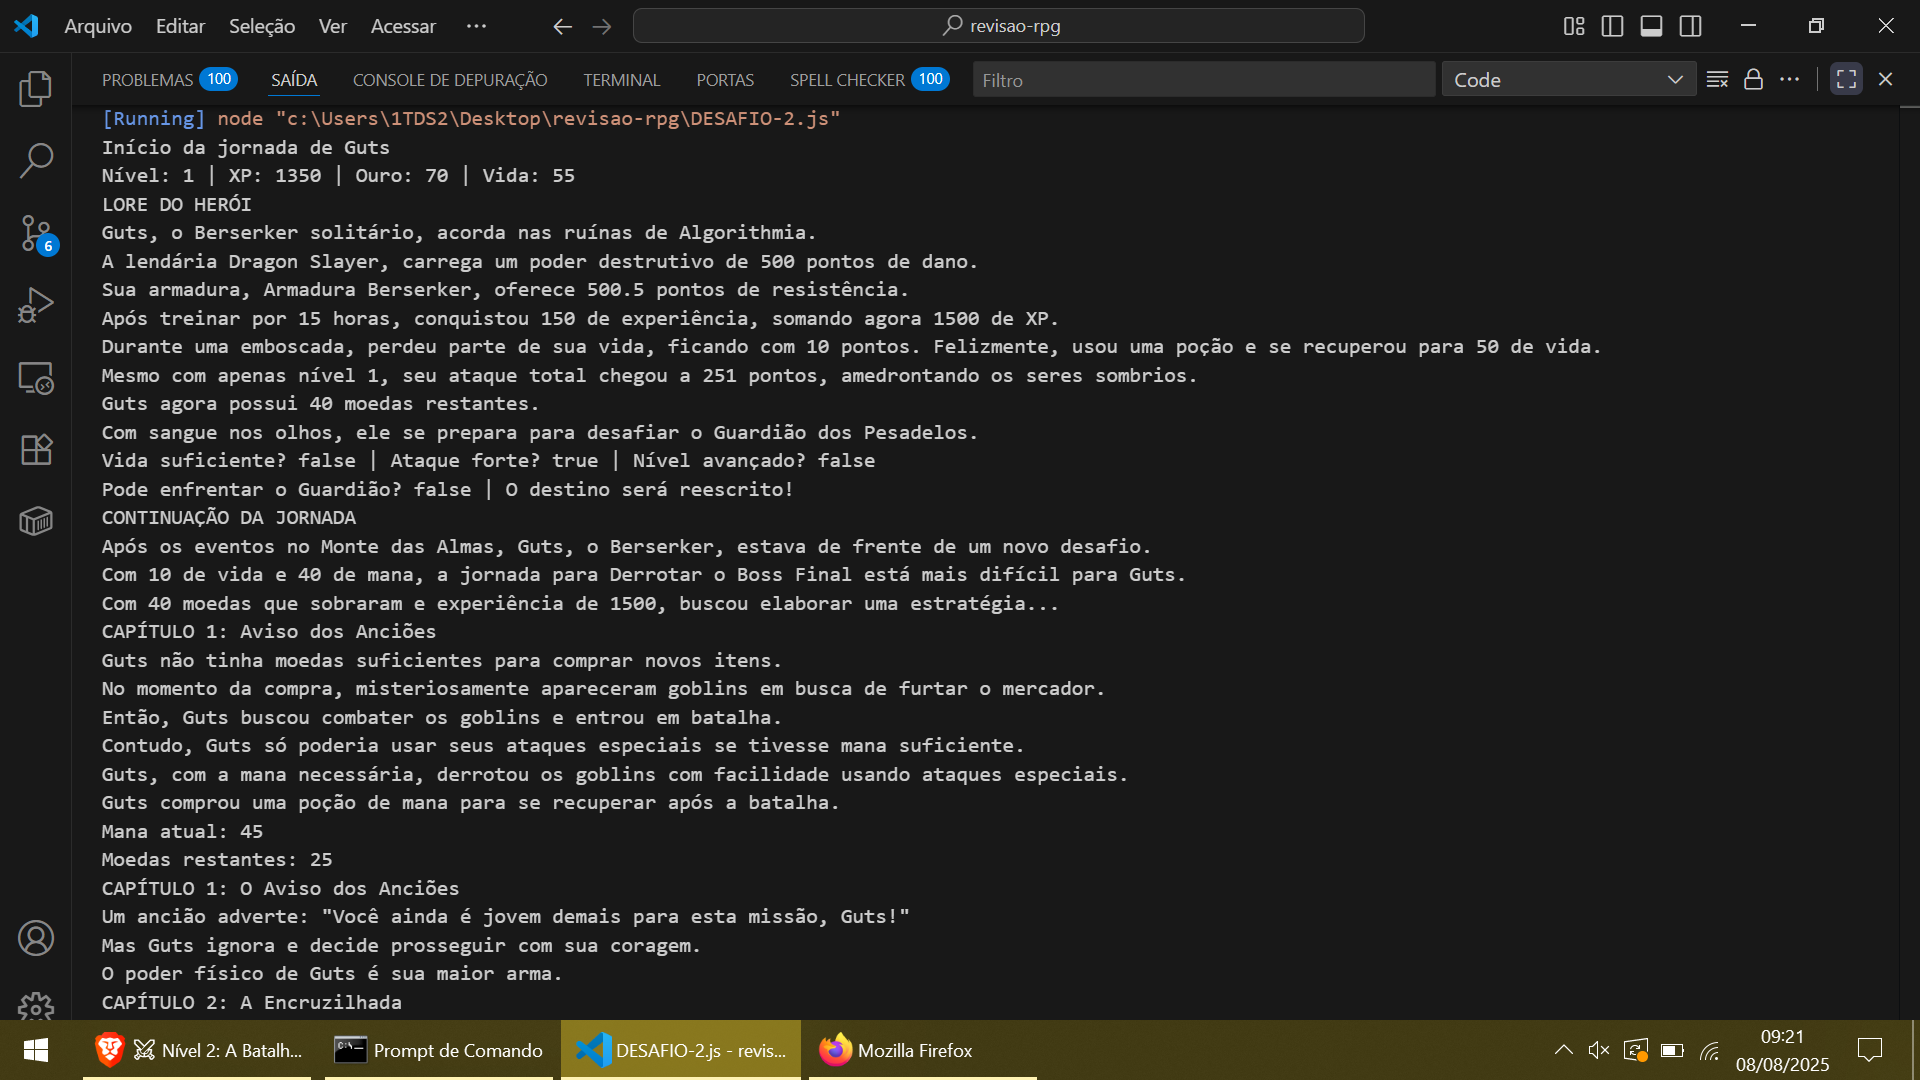 Arquivo Editar Seleção Ver Acessar ··· revisao-rpg
PROBLEMAS 100 SAÍDA CONSOLE DE DEPURAÇÃO TERMINAL PORTAS SPELL CHECKER 100 Filtro Code
[Running] node "c:\Users\1TDS2\Desktop\revisao-rpg\DESAFIO-2.js"
Início da jornada de Guts
Nível: 1 | XP: 1350 | Ouro: 70 | Vida: 55
LORE DO HERÓI
Guts, o Berserker solitário, acorda nas ruínas de Algorithmia.
A lendária Dragon Slayer, carrega um poder destrutivo de 500 pontos de dano.
Sua armadura, Armadura Berserker, oferece 500.5 pontos de resistência.
Após treinar por 15 horas, conquistou 150 de experiência, somando agora 1500 de XP.
Durante uma emboscada, perdeu parte de sua vida, ficando com 10 pontos. Felizmente, usou uma poção e se recuperou para 50 de vida.
Mesmo com apenas nível 1, seu ataque total chegou a 251 pontos, amedrontando os seres sombrios.
Guts agora possui 40 moedas restantes.
Com sangue nos olhos, ele se prepara para desafiar o Guardião dos Pesadelos.
Vida suficiente? false | Ataque forte? true | Nível avançado? false
Pode enfrentar o Guardião? false | O destino será reescrito!
6
CONTINUAÇÃO DA JORNADA
Após os eventos no Monte das Almas, Guts, o Berserker, estava de frente de um novo desafio.
Com 10 de vida e 40 de mana, a jornada para Derrotar o Boss Final está mais difícil para Guts.
Com 40 moedas que sobraram e experiência de 1500, buscou elaborar uma estratégia...
CAPÍTULO 1: Aviso dos Anciões
Guts não tinha moedas suficientes para comprar novos itens.
No momento da compra, misteriosamente apareceram goblins em busca de furtar o mercador.
Então, Guts buscou combater os goblins e entrou em batalha.
Contudo, Guts só poderia usar seus ataques especiais se tivesse mana suficiente.
Guts, com a mana necessária, derrotou os goblins com facilidade usando ataques especiais.
Guts comprou uma poção de mana para se recuperar após a batalha.
Mana atual: 45
Moedas restantes: 25
CAPÍTULO 1: O Aviso dos Anciões
Um ancião adverte: "Você ainda é jovem demais para esta missão, Guts!"
Mas Guts ignora e decide prosseguir com sua coragem.
O poder físico de Guts é sua maior arma.
CAPÍTULO 2: A Encruzilhada
Nível 2: A Batalh... Prompt de Comando DESAFIO-2.js - revis... Mozilla Firefox 09:21
08/08/2025